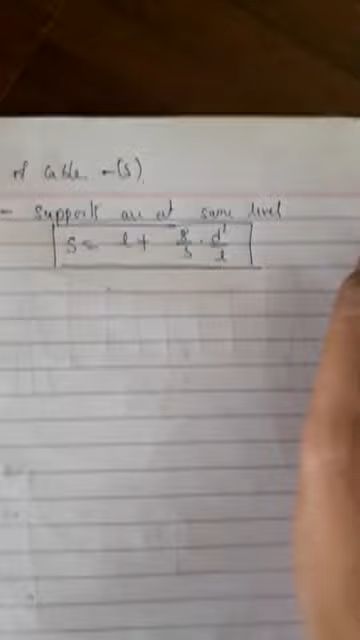 of Cable - (S)
- Supports are at same level
S = l + 8/3 · d²/l